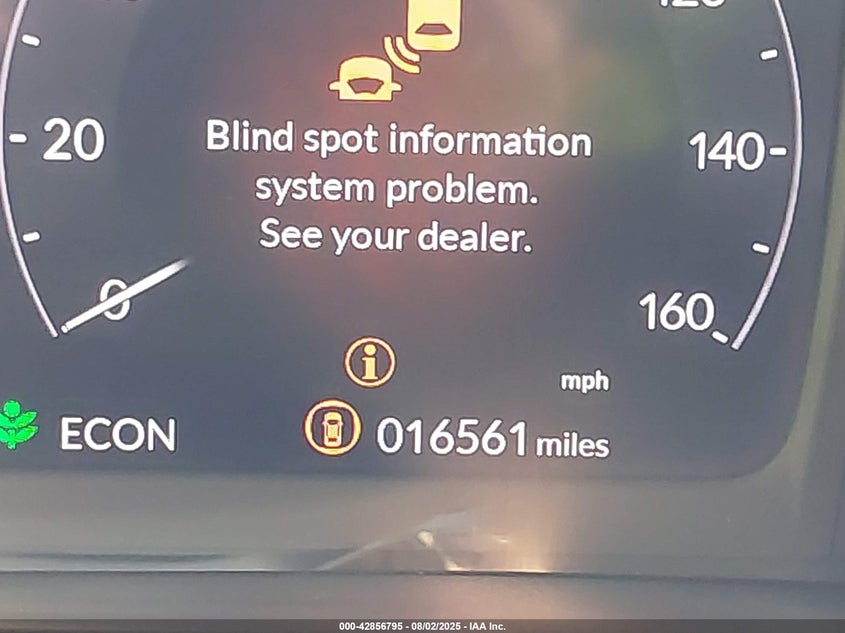 20
Blind spot information
system problem.
See your dealer.
140
0
160
mph
ECON
016561 miles
000-42856795 - 08/02/2025 - IAA Inc.